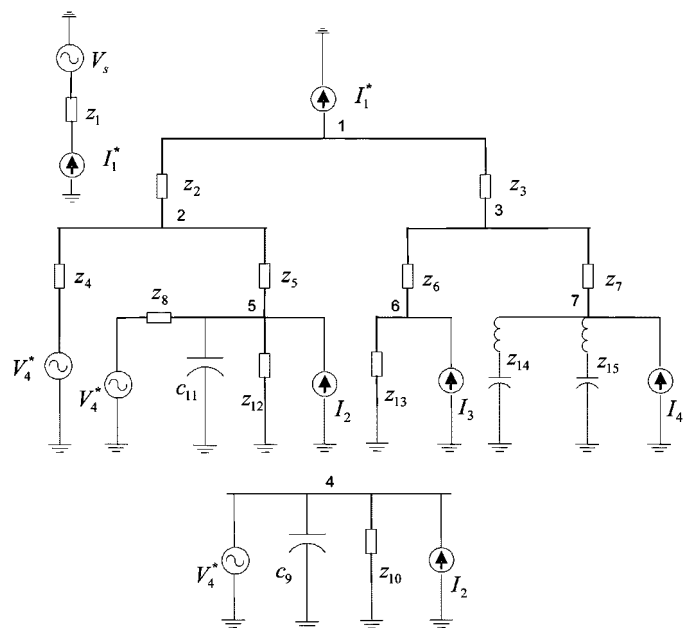 V_s
z_1
I_1^*
I_1^*
1
z_2
z_3
2
3
z_4
z_5
z_6
z_7
z_8
5
6
7
V_4^*
V_4^*
c_11
z_12
I_2
z_13
I_3
z_14
z_15
I_4
4
V_4^*
c_9
z_10
I_2